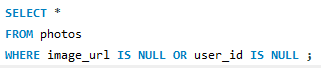 SELECT *
FROM photos
WHERE image_url IS NULL OR user_id IS NULL ;